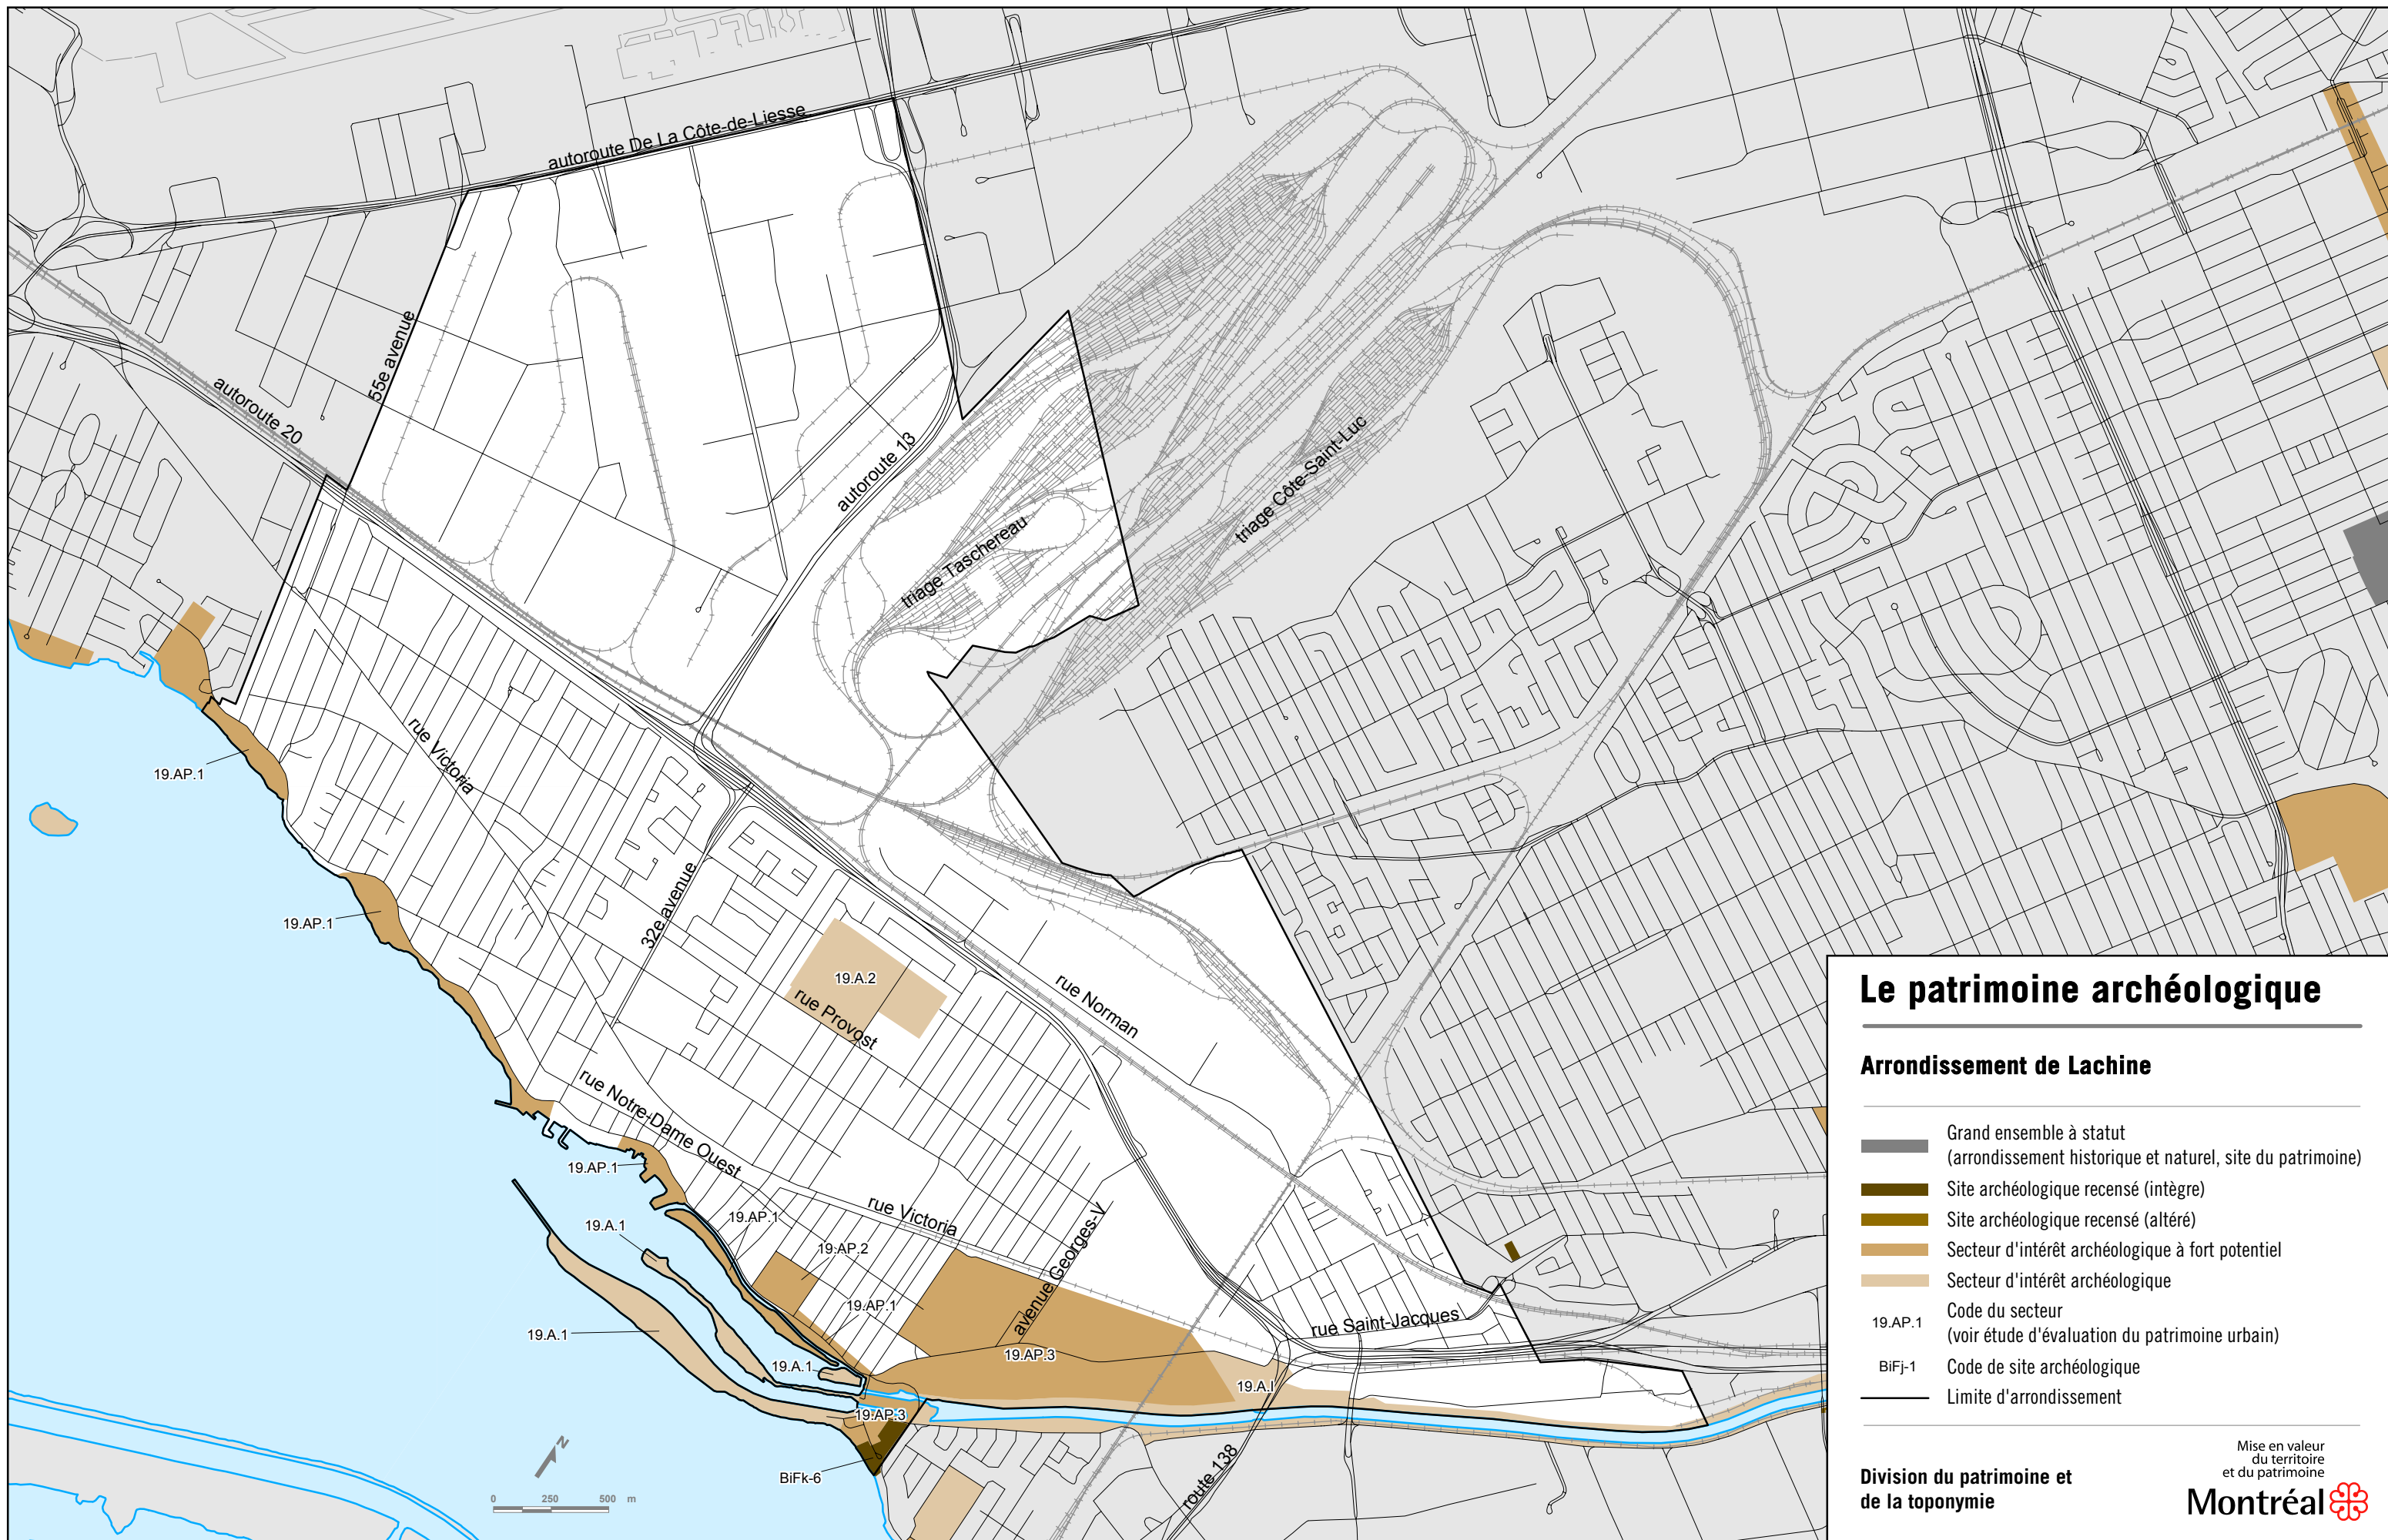 autoroute De La Côte-de-Liesse
55e avenue
autoroute 20
autoroute 13
triage Côte-Saint-Luc
triage Taschereau
rue Victoria
19.AP.1
19.AP.1
32e avenue
19.A.2
rue Provost
rue Norman
rue Notre-Dame Ouest
19.AP.1
19.A.1
19.AP.1
rue Victoria
19.AP.2
avenue Georges-V
19.AP.1
19.A.1
rue Saint-Jacques
19.AP.3
19.A.1
19.A.I
19.AP.3
BiFk-6
route 138
N
0 250 500 m
Le patrimoine archéologique
Arrondissement de Lachine
Grand ensemble à statut
(arrondissement historique et naturel, site du patrimoine)
Site archéologique recensé (intègre)
Site archéologique recensé (altéré)
Secteur d'intérêt archéologique à fort potentiel
Secteur d'intérêt archéologique
19.AP.1 Code du secteur
(voir étude d'évaluation du patrimoine urbain)
BiFj-1 Code de site archéologique
Limite d'arrondissement
Division du patrimoine et
de la toponymie
Mise en valeur
du territoire
et du patrimoine
Montréal